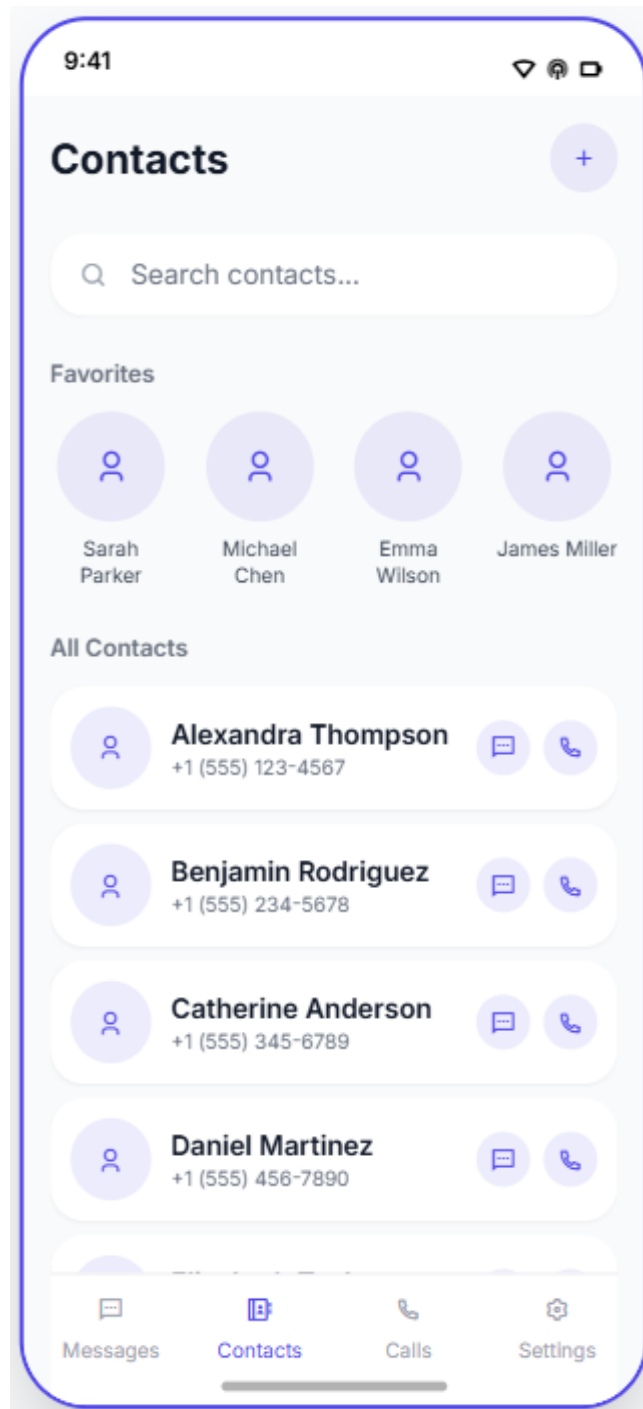 9:41
Contacts
+
Search contacts...
Favorites
Sarah
Parker
Michael
Chen
Emma
Wilson
James Miller
All Contacts
Alexandra Thompson
+1 (555) 123-4567
Benjamin Rodriguez
+1 (555) 234-5678
Catherine Anderson
+1 (555) 345-6789
Daniel Martinez
+1 (555) 456-7890
Messages
Contacts
Calls
Settings